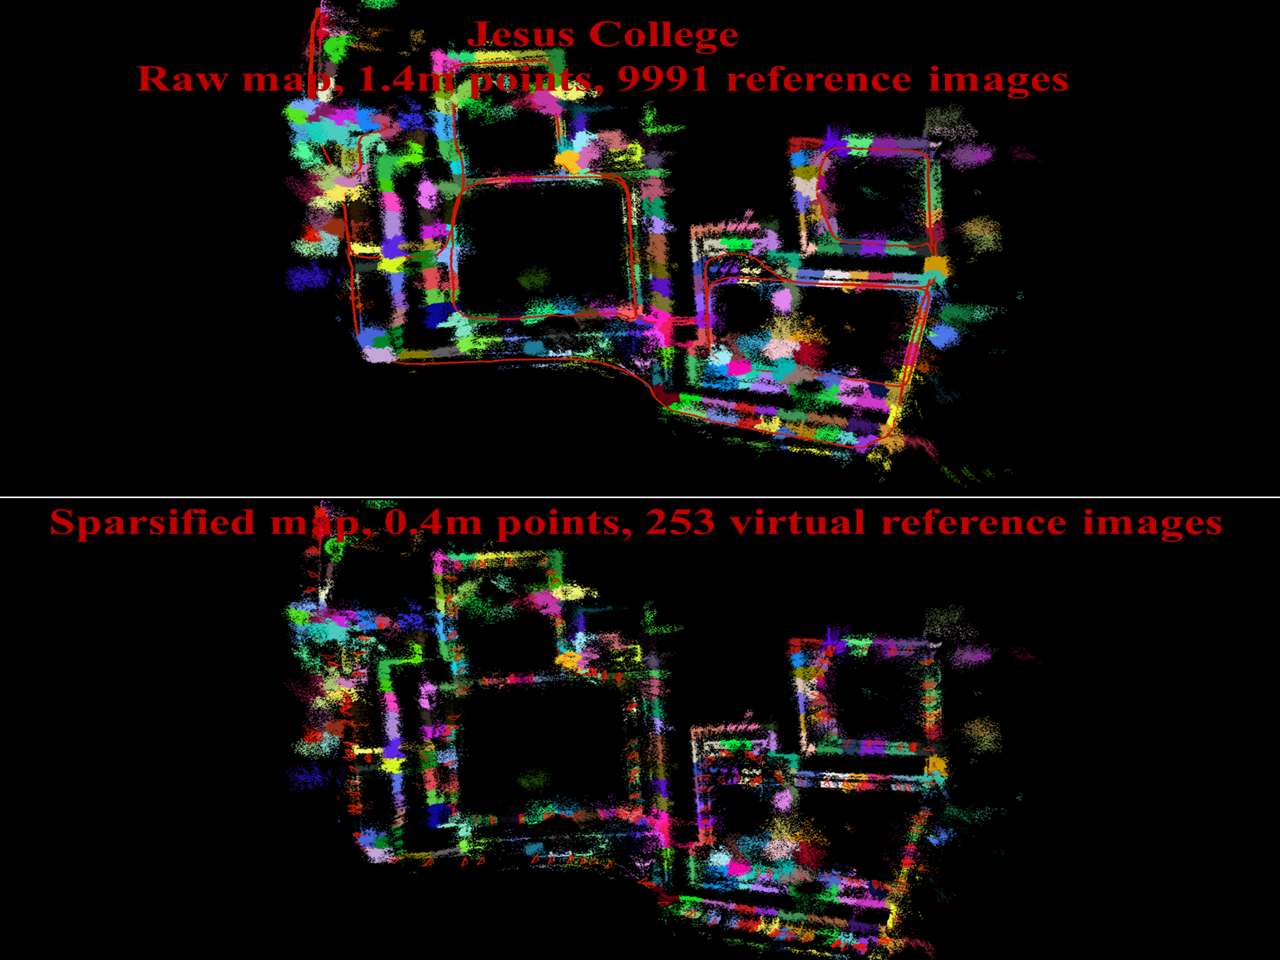 Jesus College
Raw map, 1.4m points, 9991 reference images
Sparsified map, 0.4m points, 253 virtual reference images